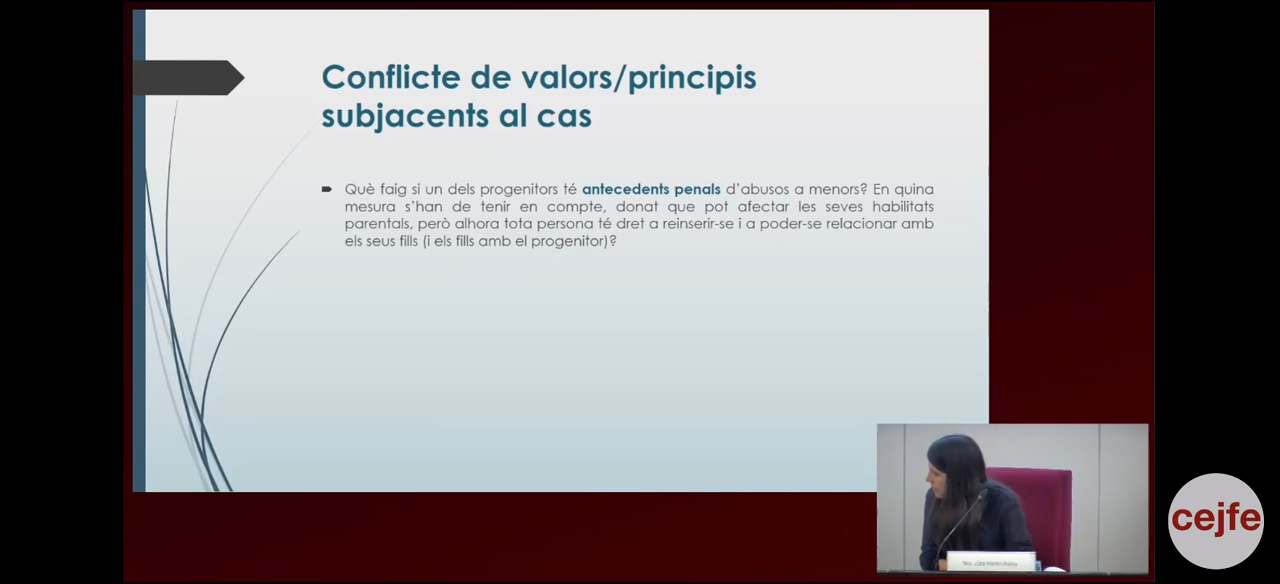 Conflicte de valors/principis
subjacents al cas
Què faig si un dels progenitors té antecedents penals d'abusos a menors? En quina
mesura s'han de tenir en compte, donat que pot afectar les seves habilitats
parentals, però alhora tota persona té dret a reinserir-se i a poder-se relacionar amb
els seus fills (i els fills amb el progenitor)?
cejfe